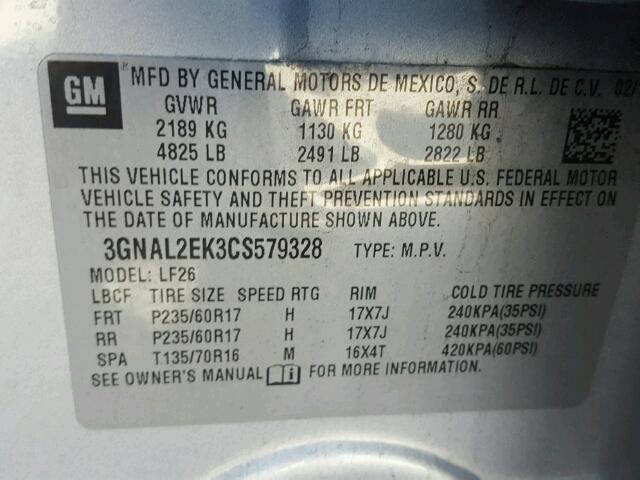 GM
MFD BY GENERAL MOTORS DE MEXICO, S. DE R.L. DE C.V. 02/
GVWR GAWR FRT GAWR RR
2189 KG 1130 KG 1280 KG
4825 LB 2491 LB 2822 LB
THIS VEHICLE CONFORMS TO ALL APPLICABLE U.S. FEDERAL MOTOR
VEHICLE SAFETY AND THEFT PREVENTION STANDARDS IN EFFECT ON
THE DATE OF MANUFACTURE SHOWN ABOVE.
3GNAL2EK3CS579328 TYPE: M.P.V.
MODEL: LF26
LBCF TIRE SIZE SPEED RTG RIM COLD TIRE PRESSURE
FRT P235/60R17 H 17X7J 240KPA(35PSI)
RR P235/60R17 H 17X7J 240KPA(35PSI)
SPA T135/70R16 M 16X4T 420KPA(60PSI)
SEE OWNER'S MANUAL i FOR MORE INFORMATION.